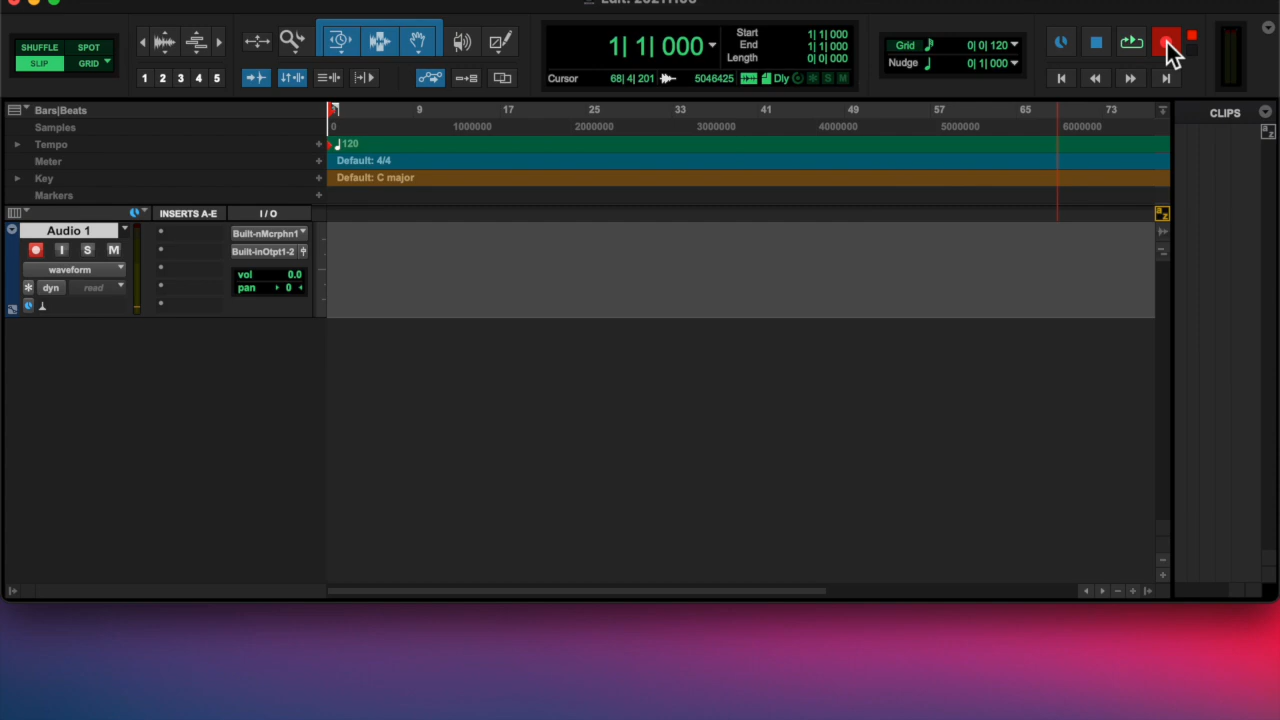 SHUFFLE SPOT
SLIP GRID
1 2 3 4 5
1| 1| 000
Start 1| 1| 000
End 1| 1| 000
Length 0| 0| 000
Cursor 68| 4| 201 5046425 Dly S M
Grid 0| 0| 120
Nudge 0| 1| 000
Bars|Beats 9 17 25 33 41 49 57 65 73
Samples 0 1000000 2000000 3000000 4000000 5000000 6000000
Tempo 120
Meter Default: 4/4
Key Default: C major
Markers
CLIPS
a z
INSERTS A-E I / O
a z
Audio 1
I S M
waveform
dyn read
Built-nMcrphn1
Built-inOtpt1-2
vol 0.0
pan 0